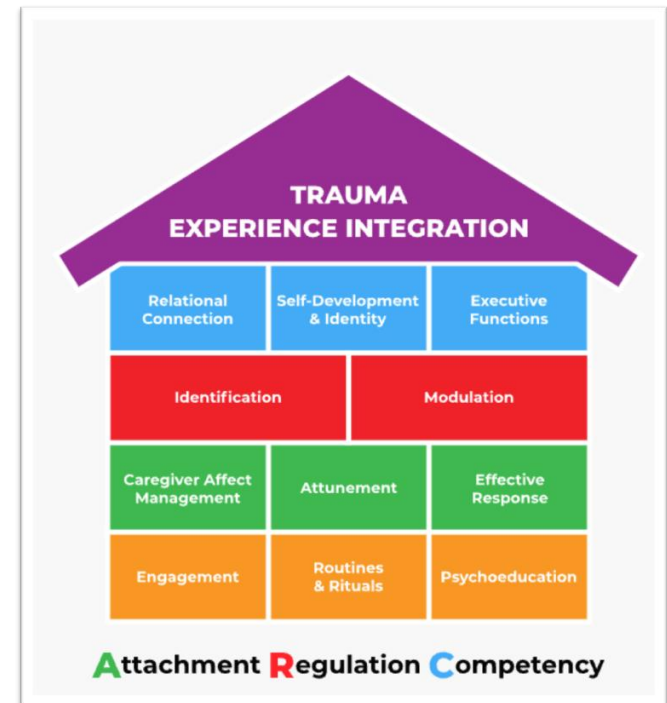 TRAUMA
EXPERIENCE INTEGRATION
Relational
Connection
Self-Development
& Identity
Executive
Functions
Identification
Modulation
Caregiver Affect
Management
Attunement
Effective
Response
Engagement
Routines
& Rituals
Psychoeducation
Attachment Regulation Competency